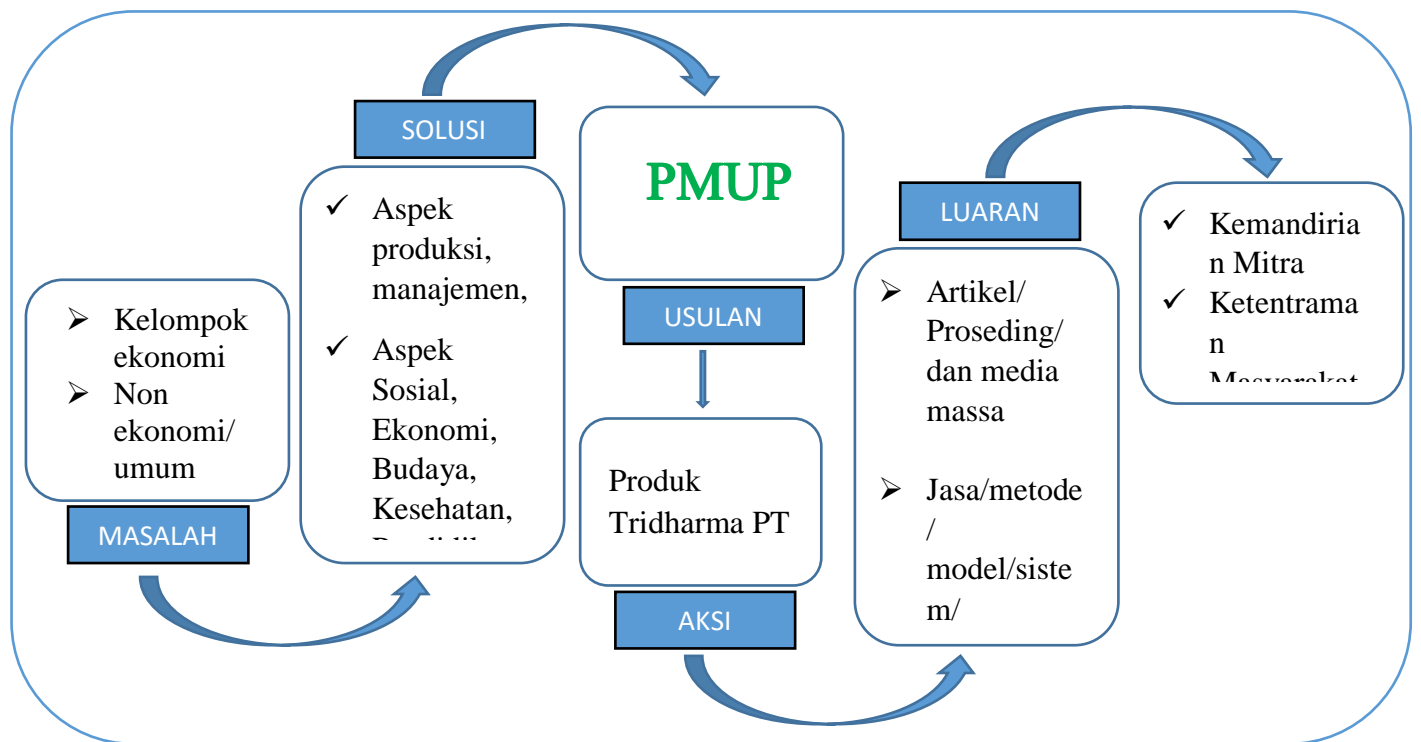 Kelompok
ekonomi
Non
ekonomi/
umum
MASALAH
SOLUSI
Aspek
produksi,
manajemen,
Aspek
Sosial,
Ekonomi,
Budaya,
Kesehatan,
PMUP
USULAN
Produk
Tridharma PT
AKSI
LUARAN
Artikel/
Proseding/
dan media
massa
Jasa/metode
/
model/siste
m/
Kemandiria
n Mitra
Ketentrama
n
Masyarakat